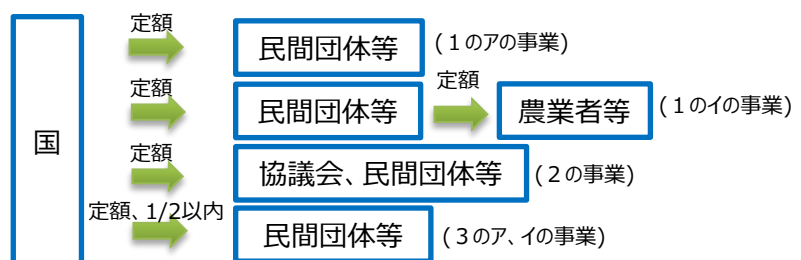 国
定額
民間団体等
(１のアの事業)
定額
民間団体等
定額
農業者等
(１のイの事業)
定額
協議会、民間団体等
(２の事業)
定額、1/2以内
民間団体等
(３のア、イの事業)